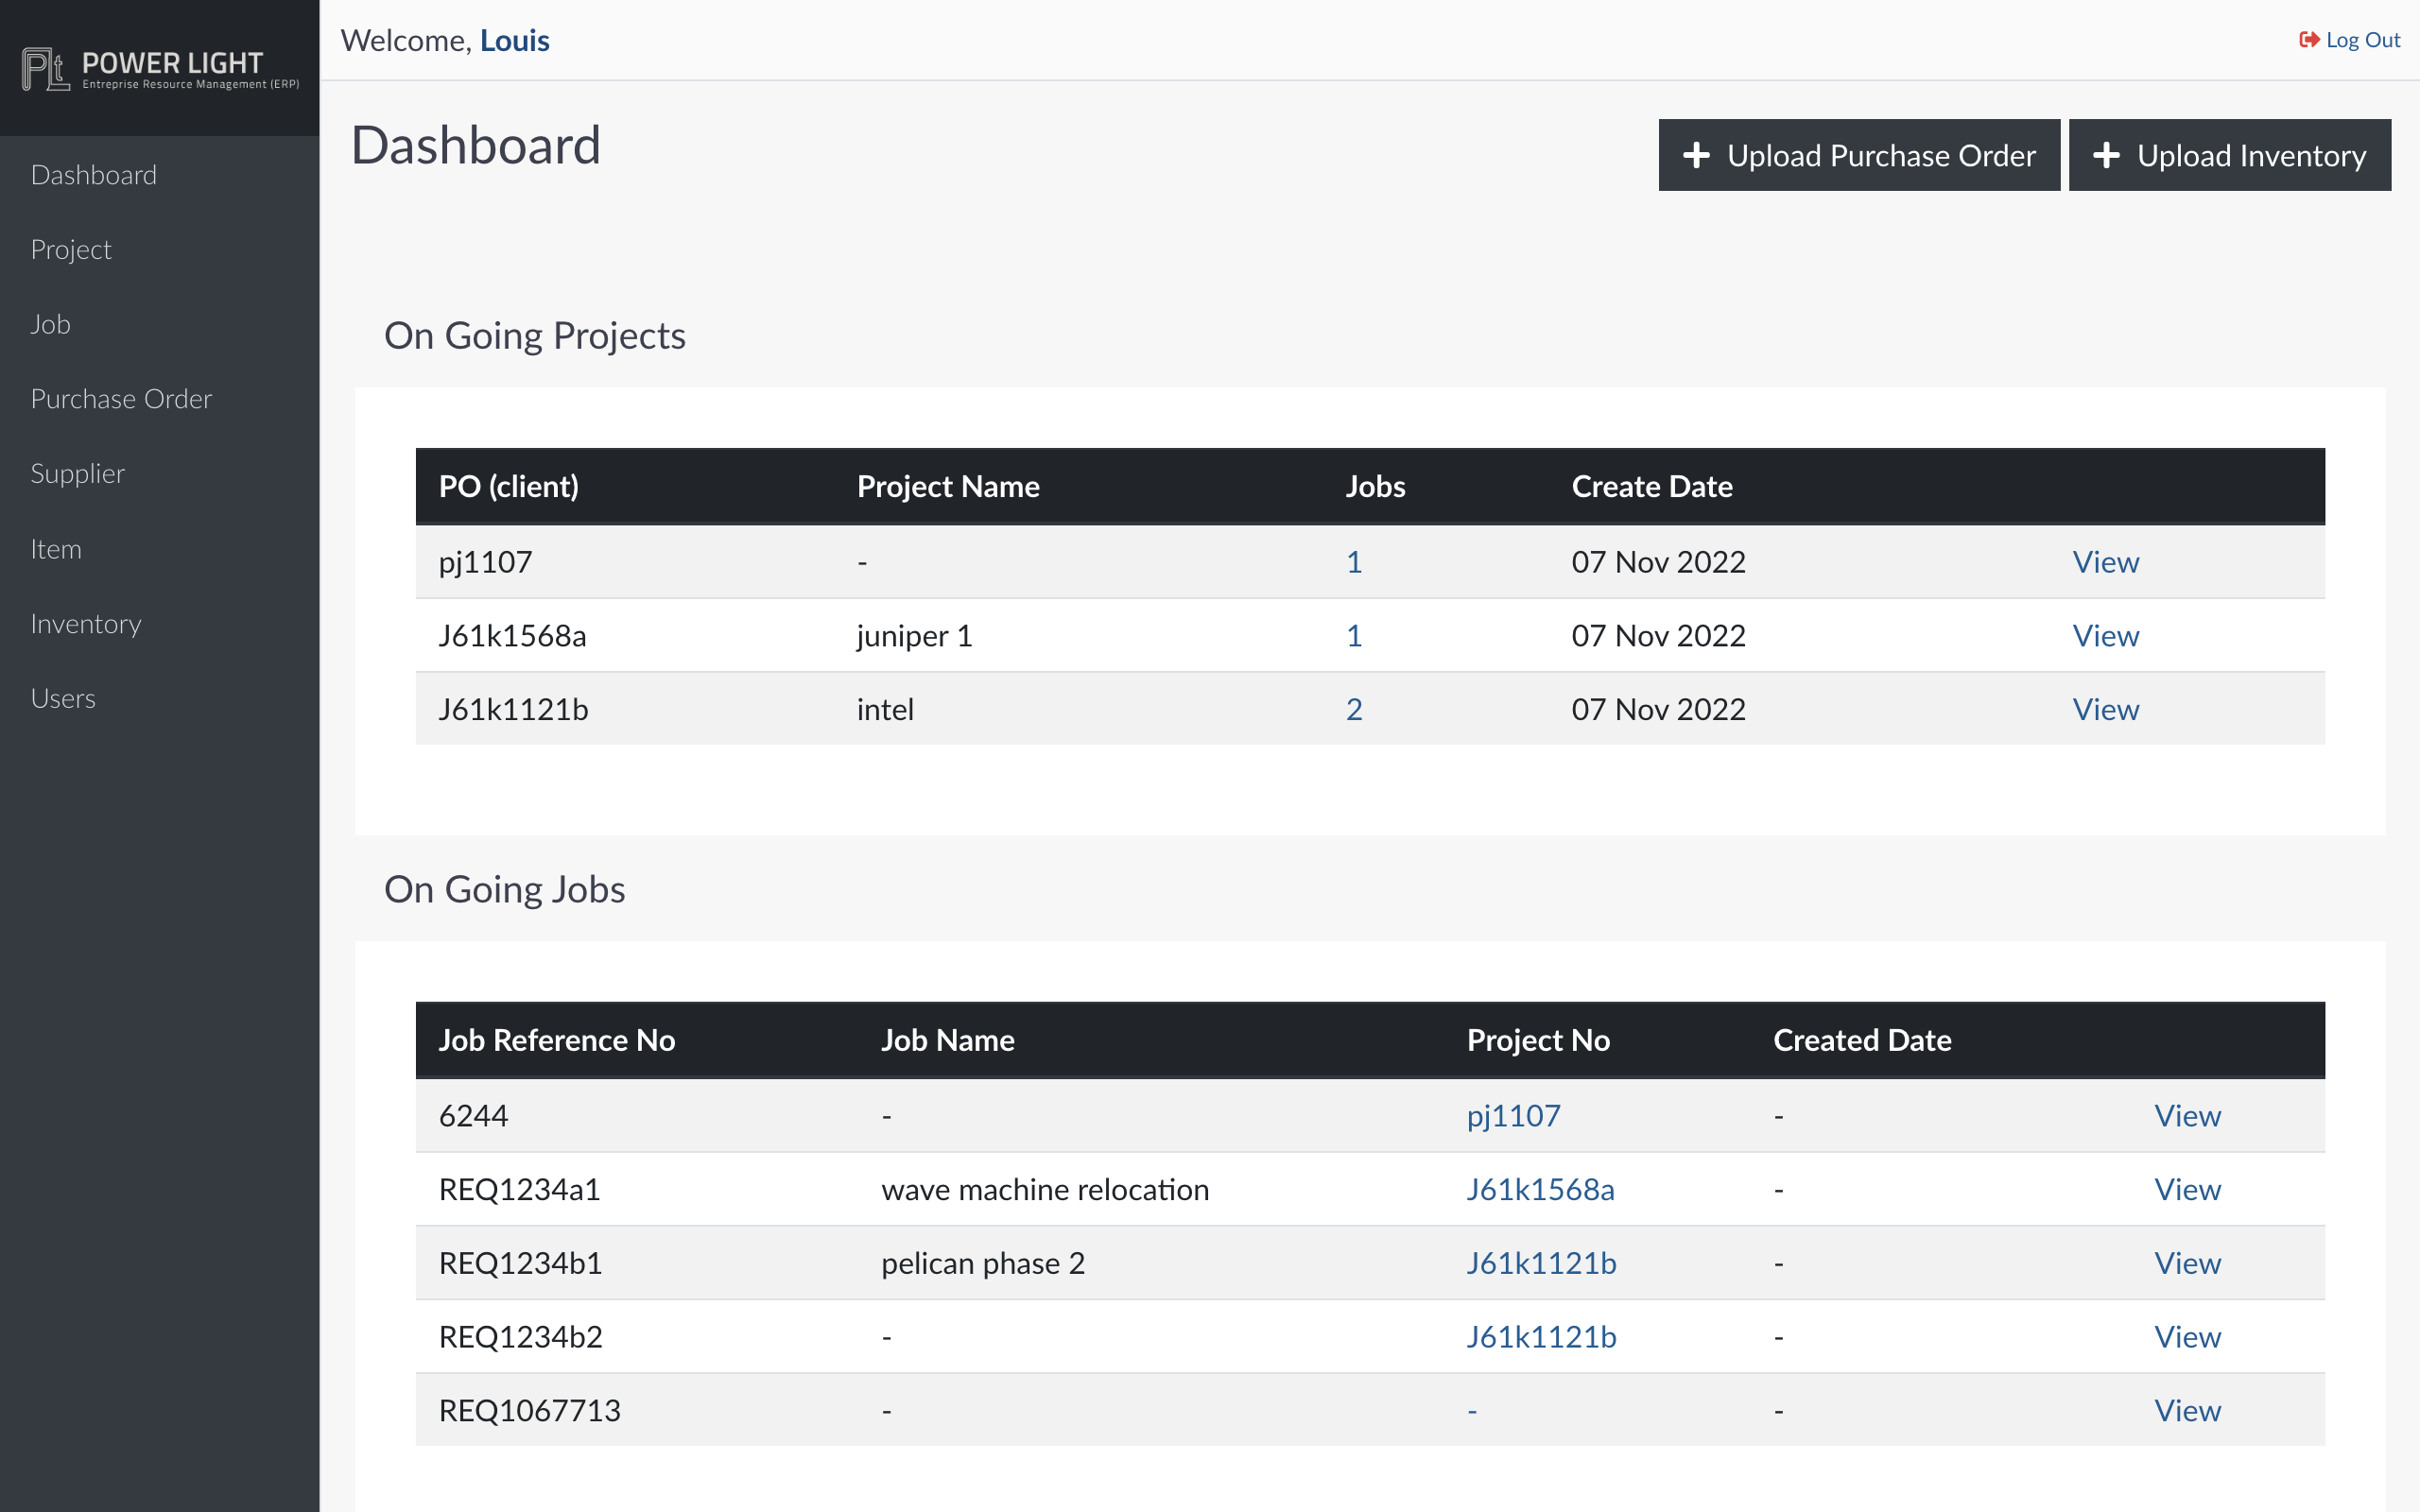 PLt POWER LIGHT
Entreprise Resource Management (ERP)
Welcome, Louis
Log Out
Dashboard
Project
Job
Purchase Order
Supplier
Item
Inventory
Users
Dashboard
Upload Purchase Order
Upload Inventory
On Going Projects
PO (client) Project Name Jobs Create Date
pj1107 - 1 07 Nov 2022 View
J61k1568a juniper 1 1 07 Nov 2022 View
J61k1121b intel 2 07 Nov 2022 View
On Going Jobs
Job Reference No Job Name Project No Created Date
6244 - pj1107 - View
REQ1234a1 wave machine relocation J61k1568a - View
REQ1234b1 pelican phase 2 J61k1121b - View
REQ1234b2 - J61k1121b - View
REQ1067713 - - - View